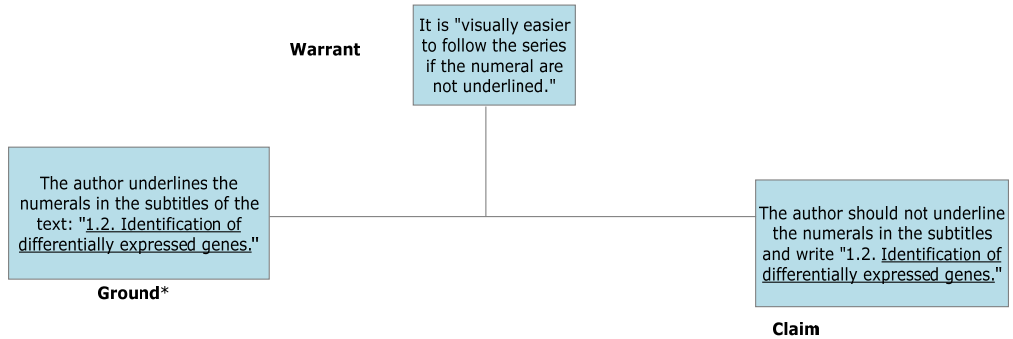 It is "visually easier
to follow the series
if the numeral are
not underlined."
Warrant
The author underlines the
numerals in the subtitles of the
text: "1.2. Identification of
differentially expressed genes."
Ground*
The author should not underline
the numerals in the subtitles
and write "1.2. Identification of
differentially expressed genes."
Claim